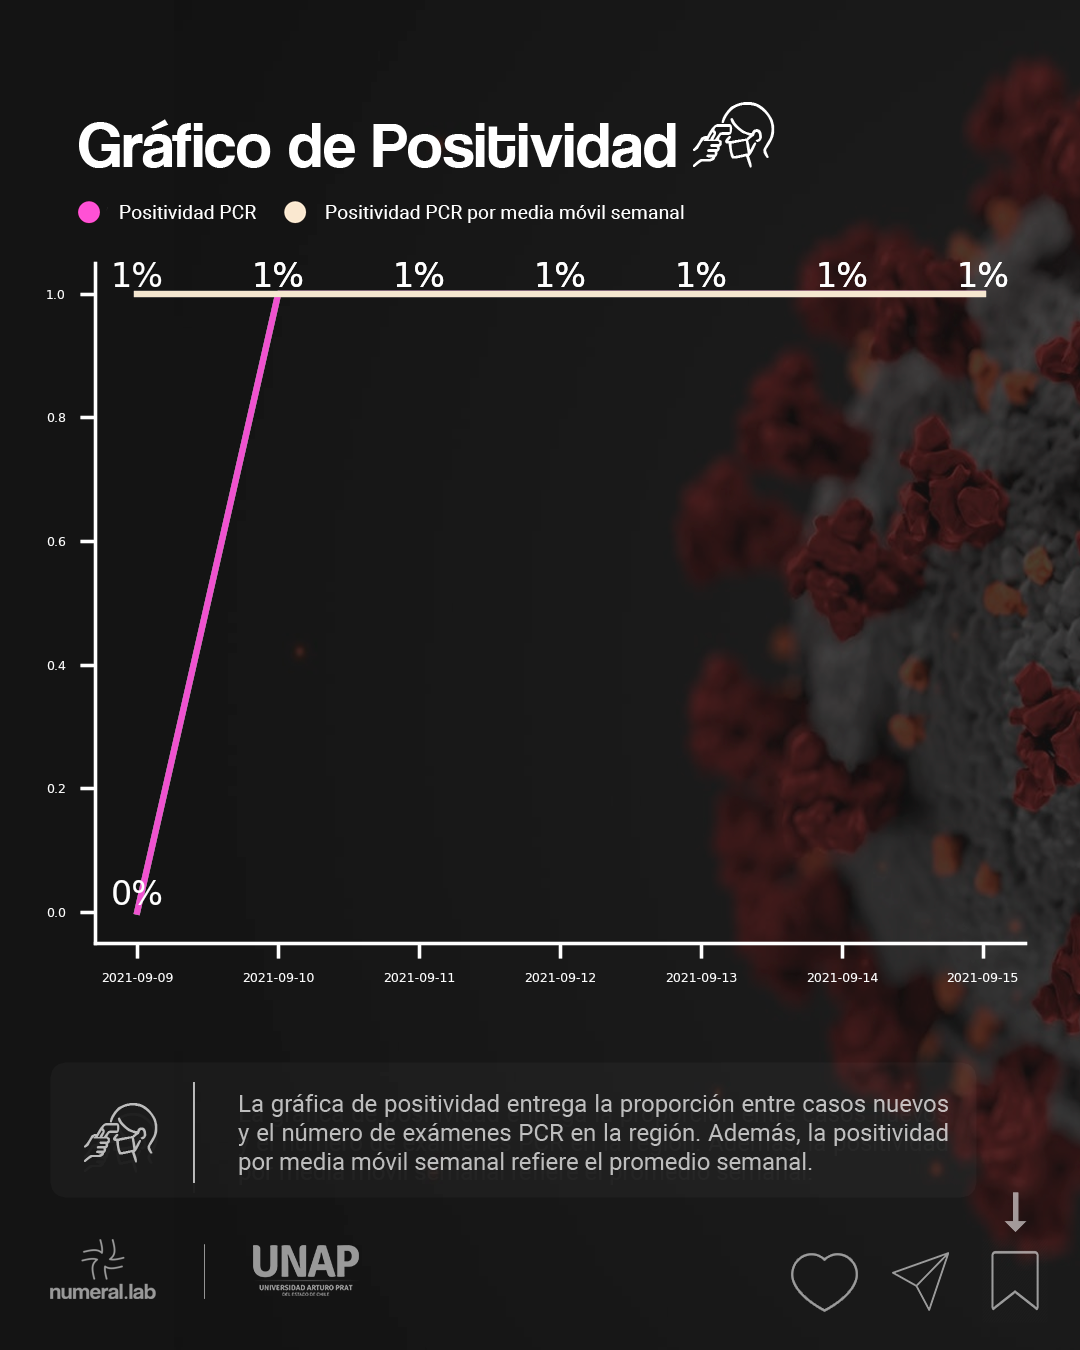 Gráfico de Positividad
Positividad PCR
Positividad PCR por media móvil semanal
1% 1% 1% 1% 1% 1% 1%
1.0
0.8
0.6
0.4
0.2
0%
0.0
2021-09-09 2021-09-10 2021-09-11 2021-09-12 2021-09-13 2021-09-14 2021-09-15
La gráfica de positividad entrega la proporción entre casos nuevos
y el número de exámenes PCR en la región. Además, la positividad
por media móvil semanal refiere el promedio semanal.
numeral.lab
UNAP
UNIVERSIDAD ARTURO PRAT
DEL ESTADO DE CHILE